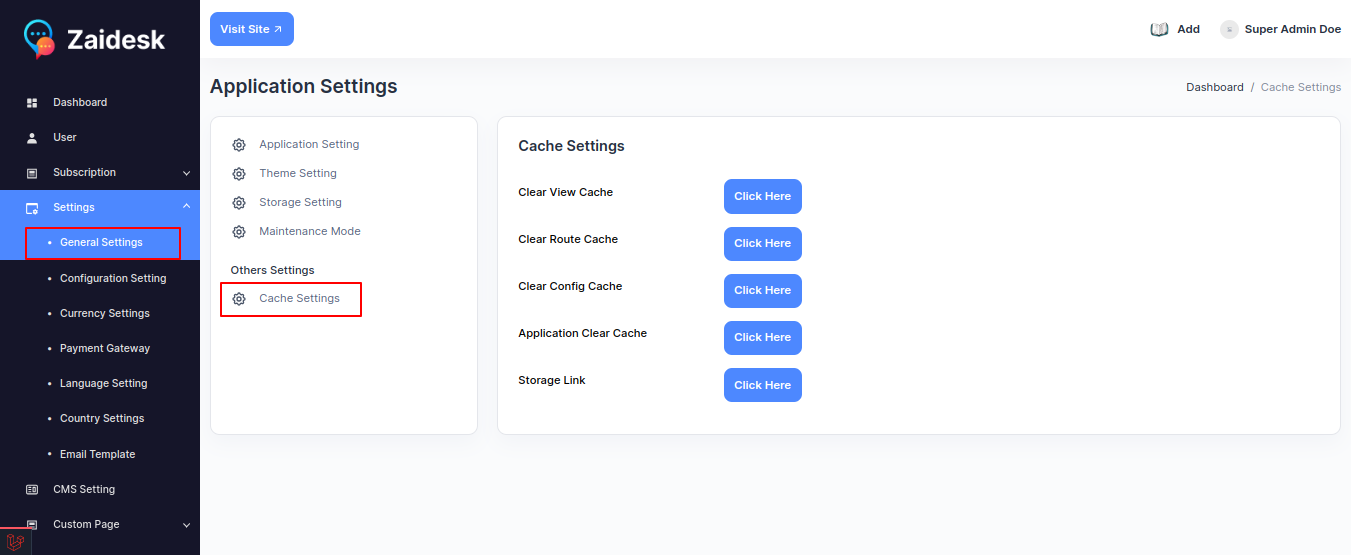 Zaidesk
Dashboard
User
Subscription
Settings
• General Settings
• Configuration Setting
• Currency Settings
• Payment Gateway
• Language Setting
• Country Settings
• Email Template
CMS Setting
Custom Page
Visit Site ↗
Add
Super Admin Doe
Application Settings
Dashboard / Cache Settings
Application Setting
Theme Setting
Storage Setting
Maintenance Mode
Others Settings
Cache Settings
Cache Settings
Clear View Cache Click Here
Clear Route Cache Click Here
Clear Config Cache Click Here
Application Clear Cache Click Here
Storage Link Click Here